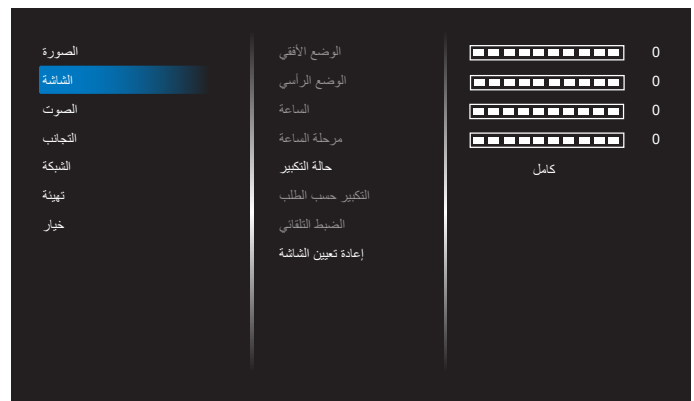 الصورة
الشاشة
الصوت
التجانب
الشبكة
تهيئة
خيار
الوضع الأفقي
0
الوضع الرأسي
0
الساعة
0
مرحلة الساعة
0
حالة التكبير
كامل
التكبير حسب الطلب
الضبط التلقائي
إعادة تعيين الشاشة